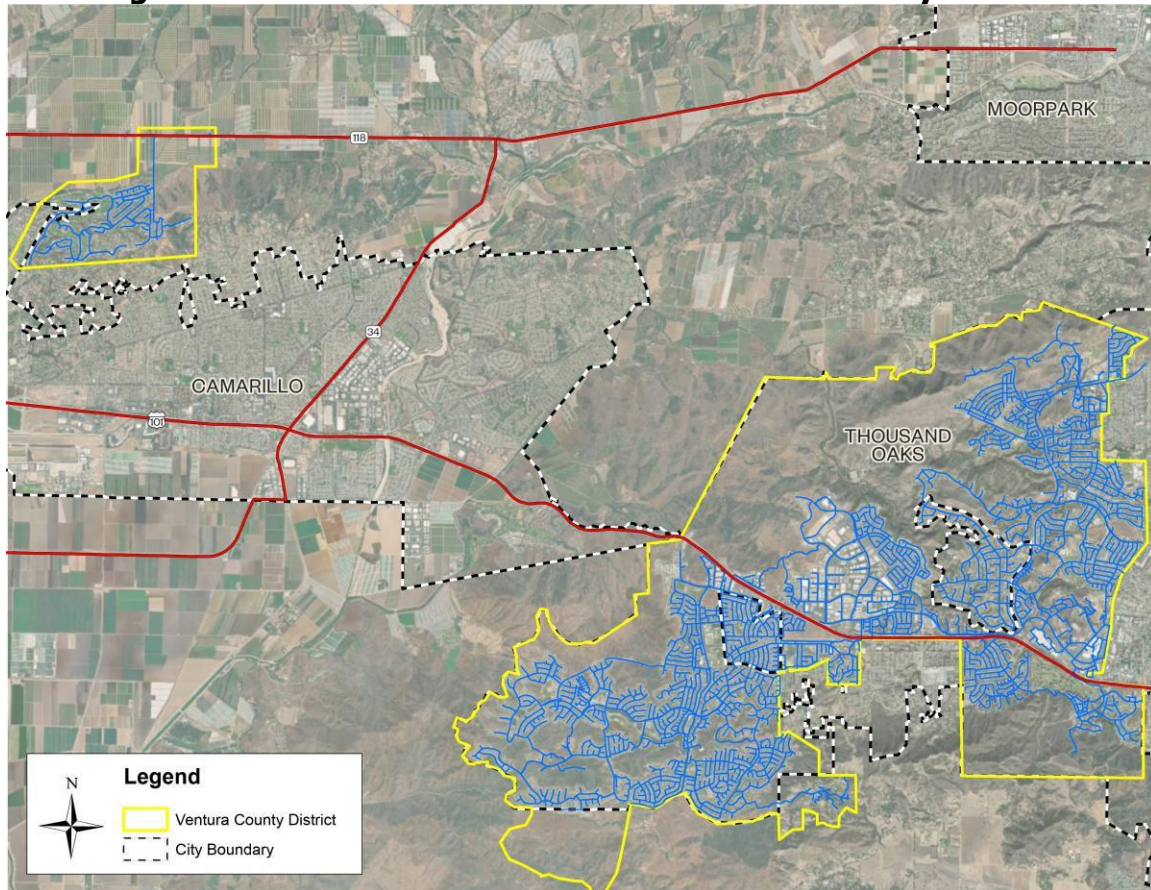 118
MOORPARK
34
CAMARILLO
101
THOUSAND
OAKS
N
Legend
Ventura County District
City Boundary